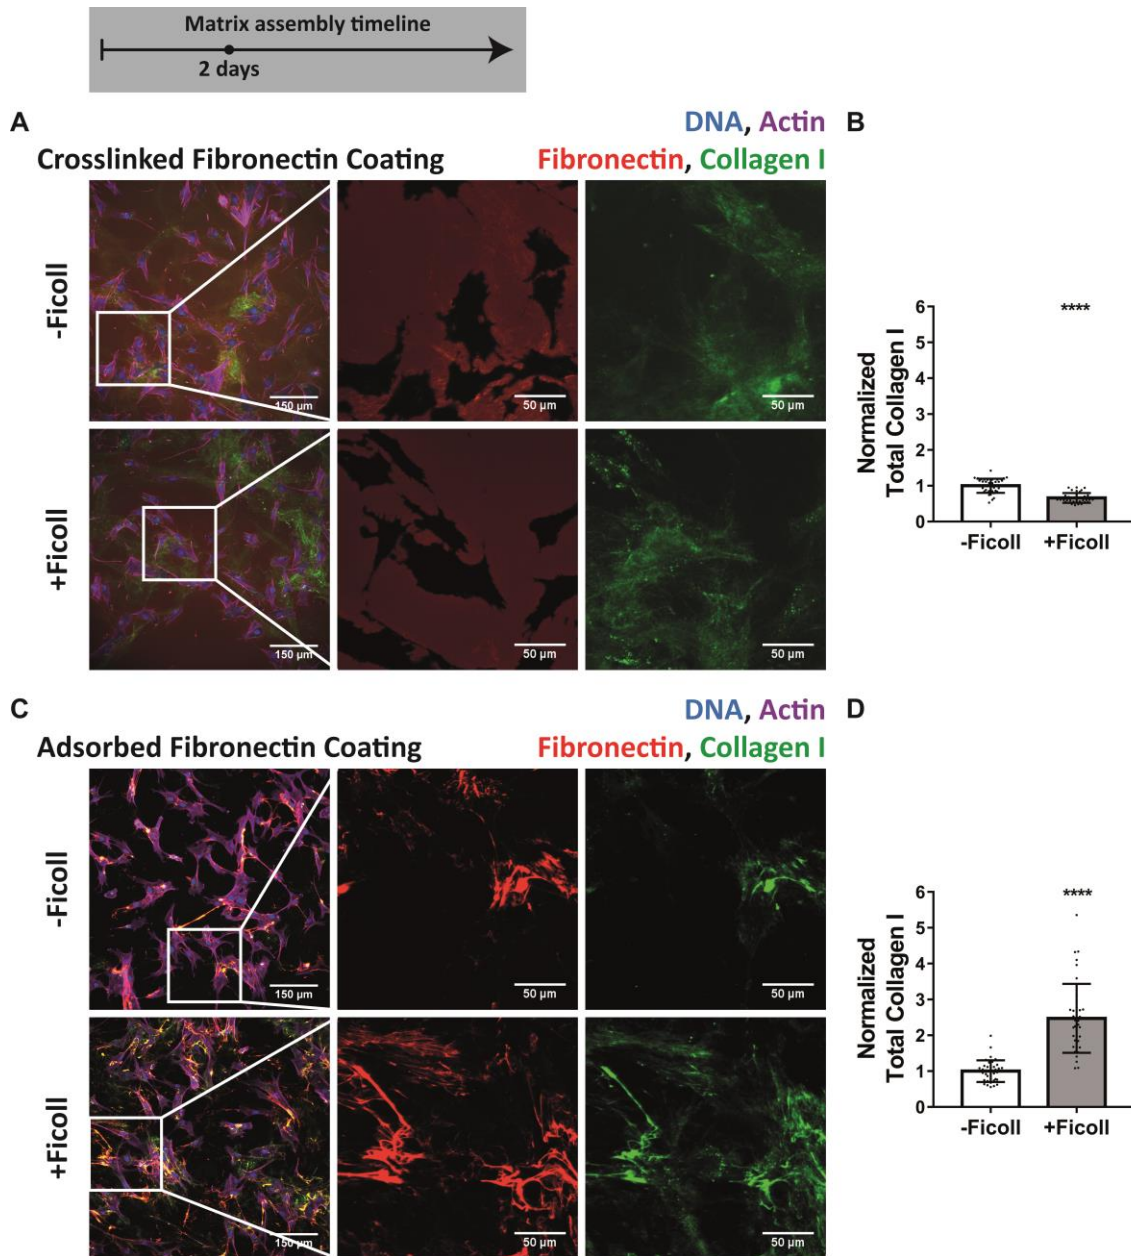 Matrix assembly timeline
2 days
A
DNA, Actin
Crosslinked Fibronectin Coating
Fibronectin, Collagen I
-Ficoll
150 µm
50 µm
50 µm
+Ficoll
150 µm
50 µm
50 µm
B
****
Normalized
Total Collagen I
6
5
4
3
2
1
0
-Ficoll
+Ficoll
C
DNA, Actin
Adsorbed Fibronectin Coating
Fibronectin, Collagen I
-Ficoll
150 µm
50 µm
50 µm
+Ficoll
150 µm
50 µm
50 µm
D
****
Normalized
Total Collagen I
6
5
4
3
2
1
0
-Ficoll
+Ficoll